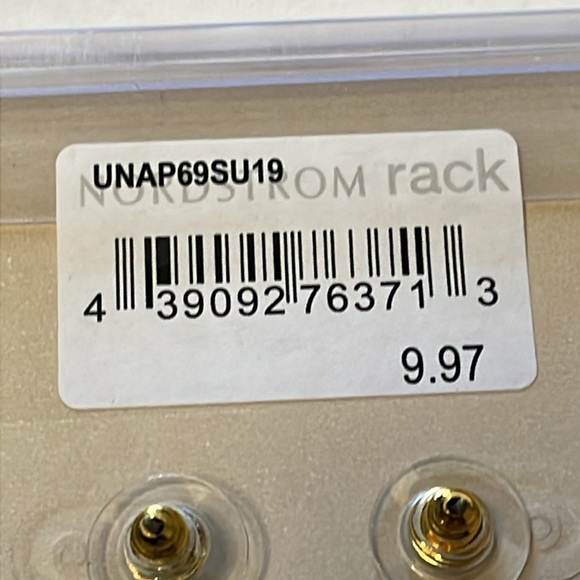 UNAP69SU19
NORDSTROM rack
4 39092 76371 3
9.97